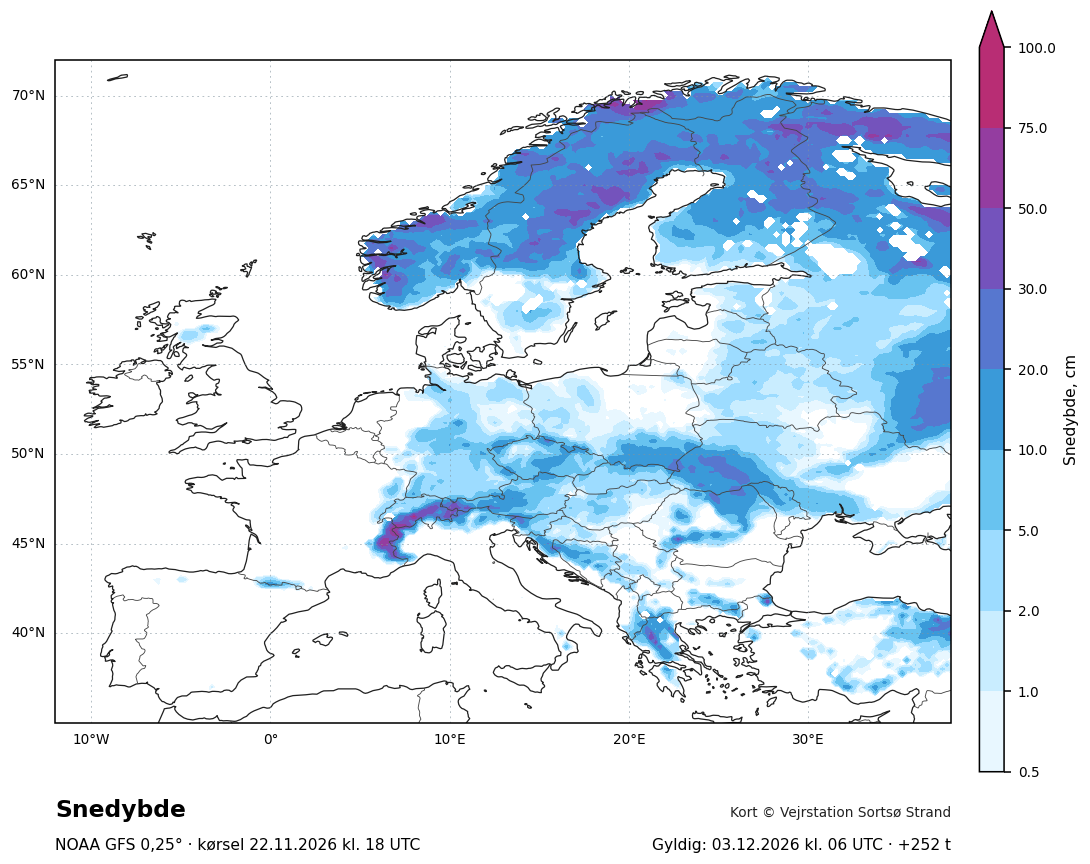 100.0
75.0
50.0
30.0
20.0
10.0
5.0
2.0
1.0
0.5
Snedybde, cm
70°N
65°N
60°N
55°N
50°N
45°N
40°N
10°W 0° 10°E 20°E 30°E
Snedybde
Kort © Vejrstation Sortsø Strand
NOAA GFS 0,25° · kørsel 22.11.2026 kl. 18 UTC
Gyldig: 03.12.2026 kl. 06 UTC · +252 t